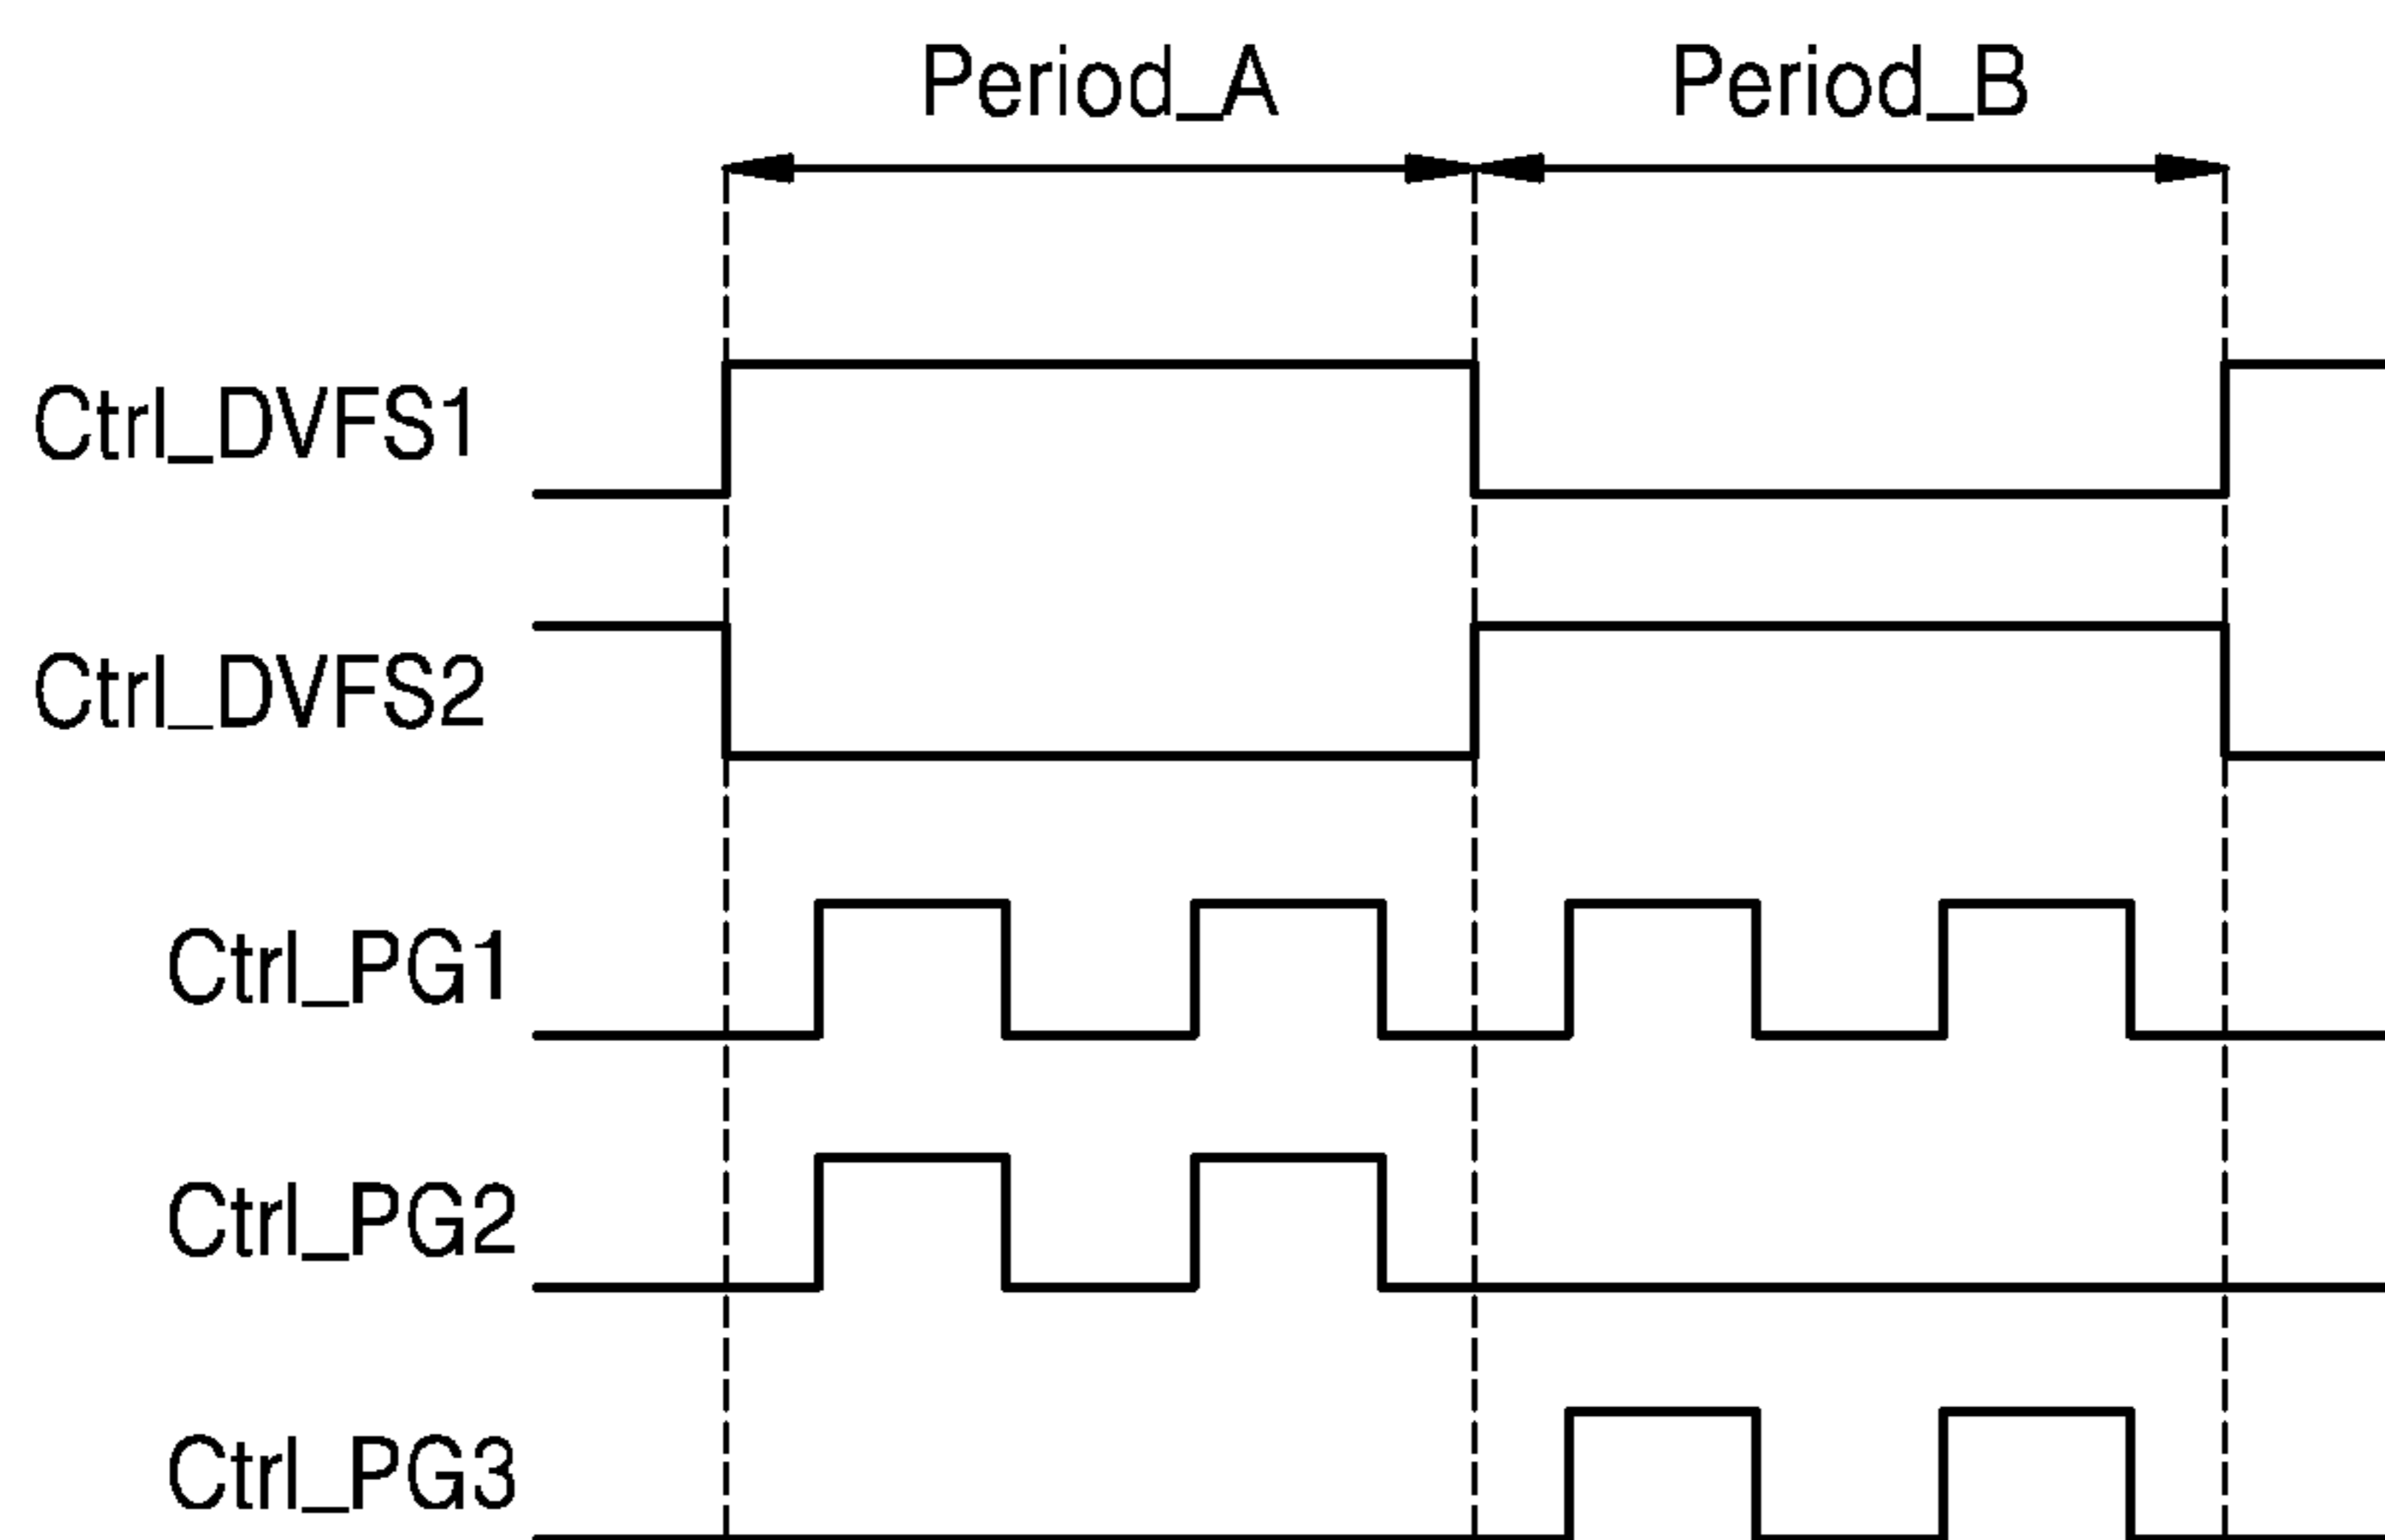 Period_A Period_B
Ctrl_DVFS1
Ctrl_DVFS2
Ctrl_PG1
Ctrl_PG2
Ctrl_PG3